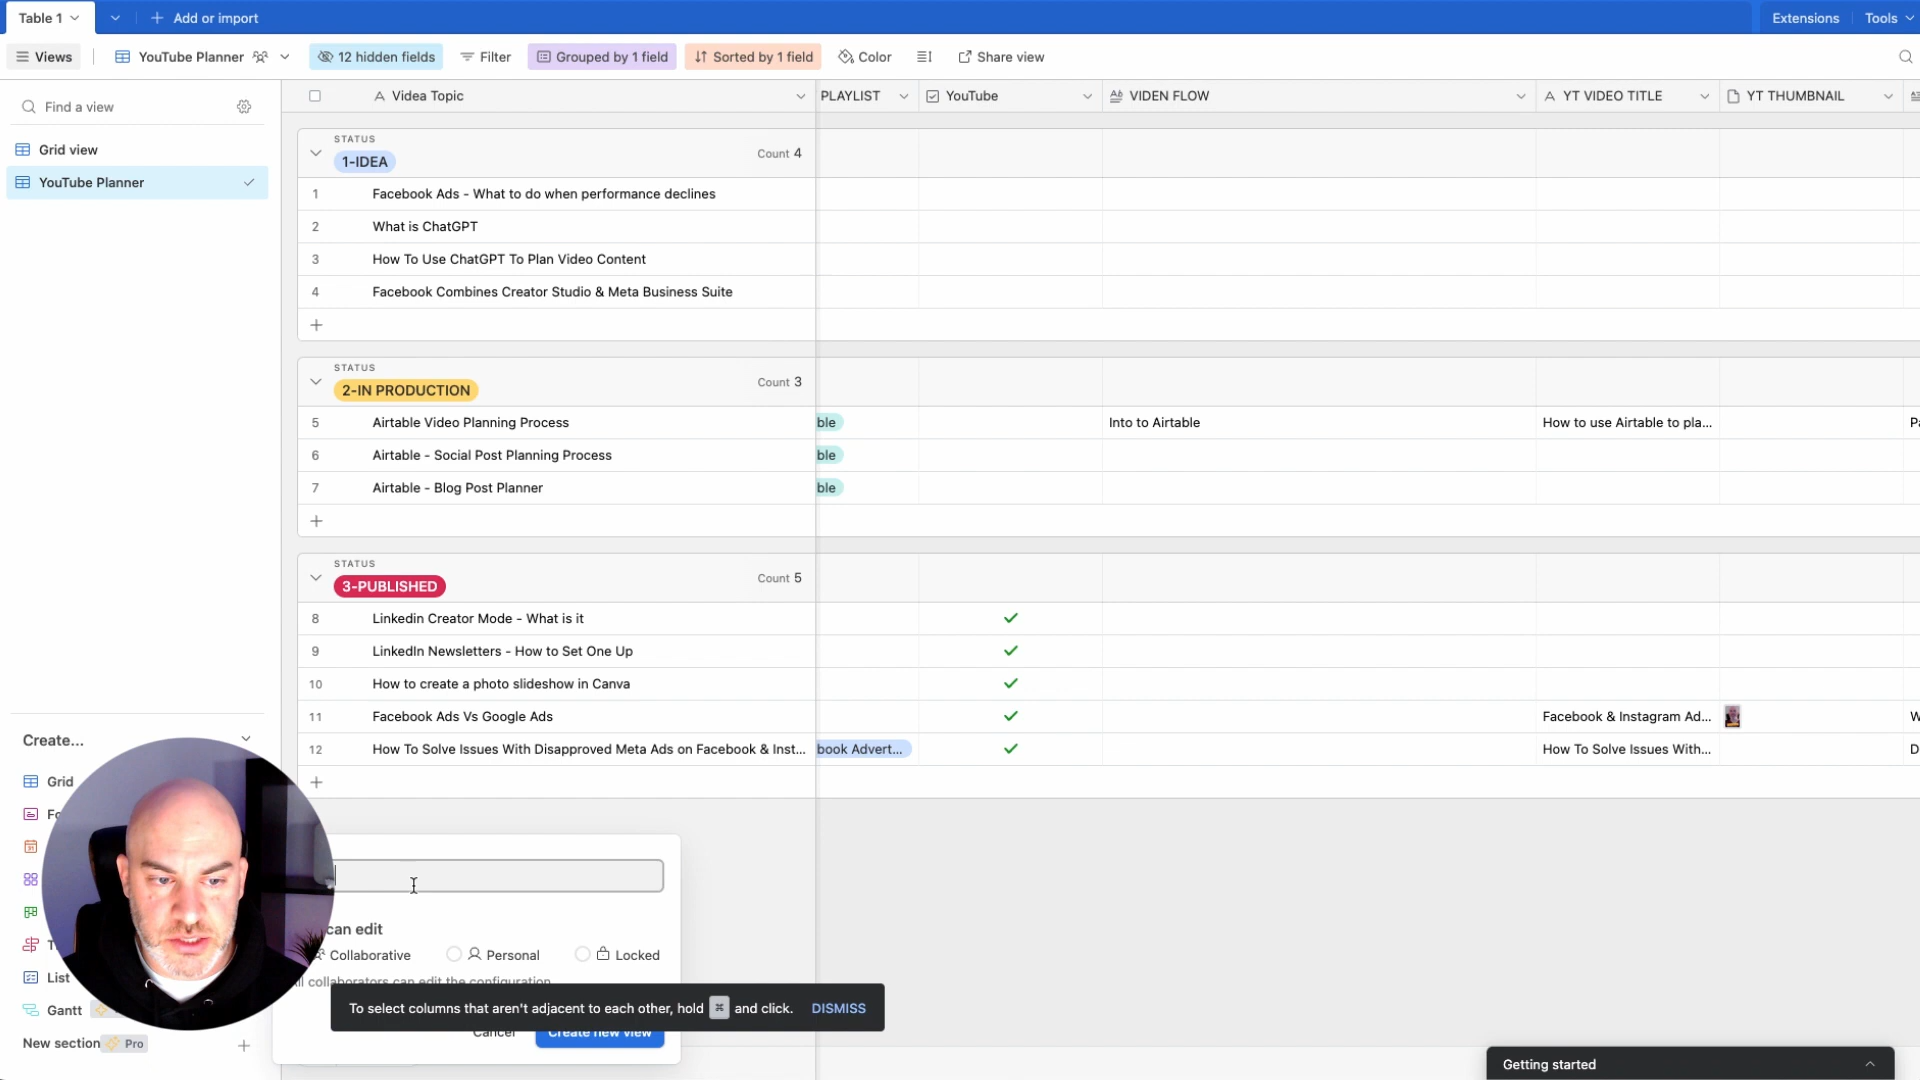 Table 1
Add or import
Extensions
Tools
Views
YouTube Planner
12 hidden fields
Filter
Grouped by 1 field
Sorted by 1 field
Color
Share view
Find a view
Grid view
YouTube Planner
Videa Topic
PLAYLIST
YouTube
VIDEN FLOW
YT VIDEO TITLE
YT THUMBNAIL
STATUS
1-IDEA
Count 4
1 Facebook Ads - What to do when performance declines
2 What is ChatGPT
3 How To Use ChatGPT To Plan Video Content
4 Facebook Combines Creator Studio & Meta Business Suite
STATUS
2-IN PRODUCTION
Count 3
5 Airtable Video Planning Process ble Into to Airtable How to use Airtable to pla...
6 Airtable - Social Post Planning Process ble
7 Airtable - Blog Post Planner ble
STATUS
3-PUBLISHED
Count 5
8 Linkedin Creator Mode - What is it
9 LinkedIn Newsletters - How to Set One Up
10 How to create a photo slideshow in Canva
11 Facebook Ads Vs Google Ads Facebook & Instagram Ad... W
12 How To Solve Issues With Disapproved Meta Ads on Facebook & Inst... book Advert... How To Solve Issues With... D
Create...
Grid
List
Gantt
New section
Pro
can edit
Collaborative
Personal
Locked
collaborators can edit the configuration
To select columns that aren't adjacent to each other, hold ⌘ and click. DISMISS
Cancel
Create new view
Getting started